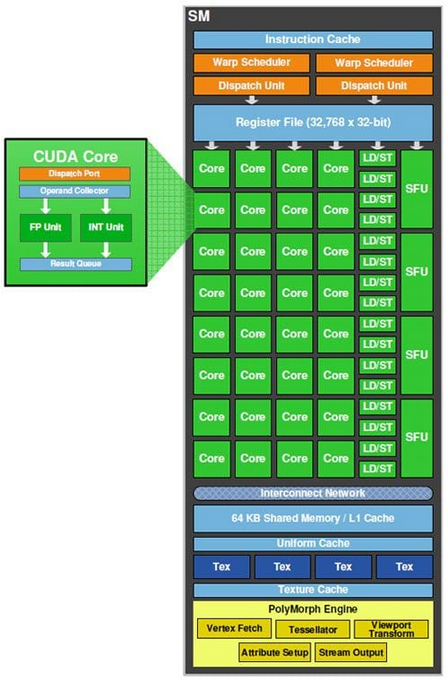 SM
Instruction Cache
Warp Scheduler Warp Scheduler
Dispatch Unit Dispatch Unit
Register File (32,768 x 32-bit)
CUDA Core
Dispatch Port
Operand Collector
FP Unit INT Unit
Result Queue
Core Core Core Core LD/ST
LD/ST
SFU
Core Core Core Core LD/ST
LD/ST
Core Core Core Core LD/ST
LD/ST
SFU
Core Core Core Core LD/ST
LD/ST
Core Core Core Core LD/ST
LD/ST
SFU
Core Core Core Core LD/ST
LD/ST
Core Core Core Core LD/ST
LD/ST
SFU
Core Core Core Core LD/ST
LD/ST
Interconnect Network
64 KB Shared Memory / L1 Cache
Uniform Cache
Tex Tex Tex Tex
Texture Cache
PolyMorph Engine
Vertex Fetch Tessellator Viewport Transform
Attribute Setup Stream Output